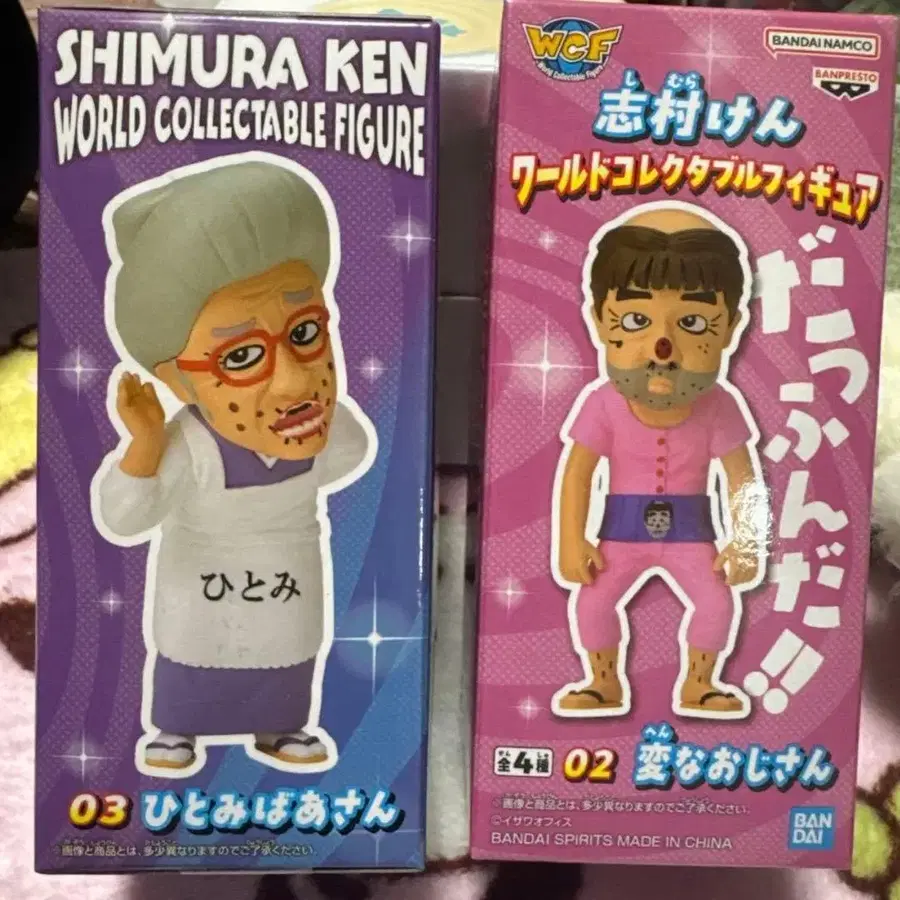 SHIMURA KEN
WORLD COLLECTABLE FIGURE
ひとみ
03 ひとみばあさん
※画像と商品とは、多少異なりますのでご了承ください。
WCF
World Collectable Figure
BANDAI NAMCO
BANPRESTO
しむら
志村けん
ワールドコレクタブルフィギュア
だっふんだ!!
ぜん しゅ
全4種
02
へん
変なおじさん
※画像と商品とは、多少異なりますのでご了承ください。
©イザワオフィス
BANDAI SPIRITS MADE IN CHINA
BAN
DAI